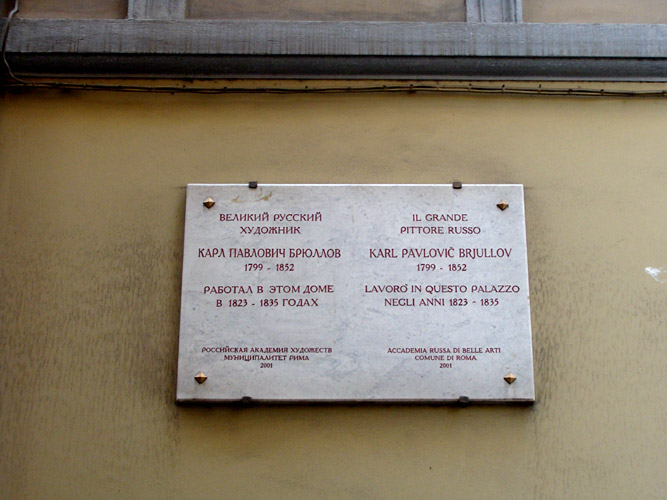 ВЕЛИКИЙ РУССКИЙ
ХУДОЖНИК
КАРЛ ПАВЛОВИЧ БРЮЛЛОВ
1799 - 1852
РАБОТАЛ В ЭТОМ ДОМЕ
В 1823 - 1835 ГОДАХ
РОССИЙСКАЯ АКАДЕМИЯ ХУДОЖЕСТВ
МУНИЦИПАЛИТЕТ РИМА
2001
IL GRANDE
PITTORE RUSSO
KARL PAVLOVIČ BRJULLOV
1799 - 1852
LAVORO' IN QUESTO PALAZZO
NEGLI ANNI 1823 - 1835
ACCADEMIA RUSSA DI BELLE ARTI
COMUNE DI ROMA
2001